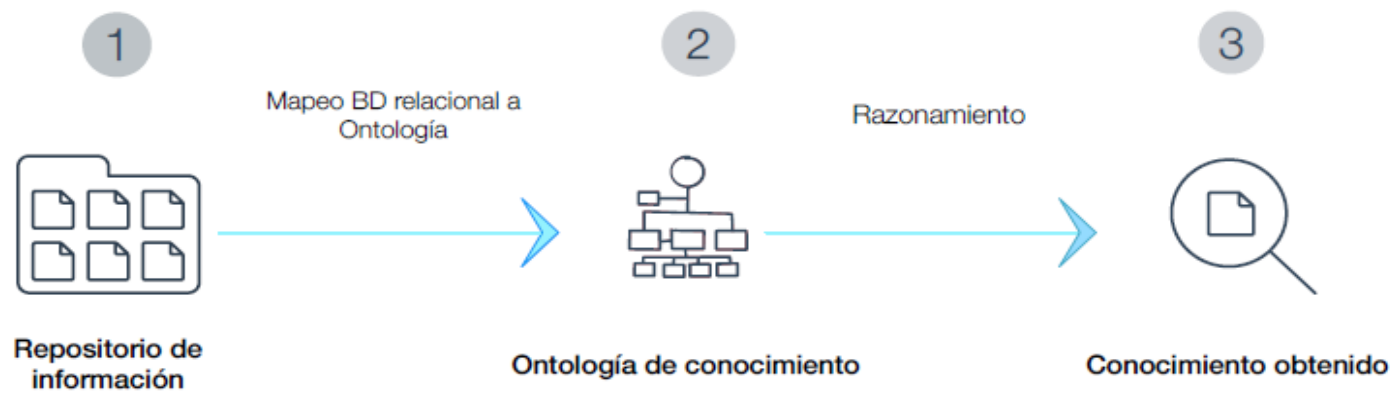 1
2
3
Mapeo BD relacional a
Ontología
Razonamiento
Repositorio de
información
Ontología de conocimiento
Conocimiento obtenido